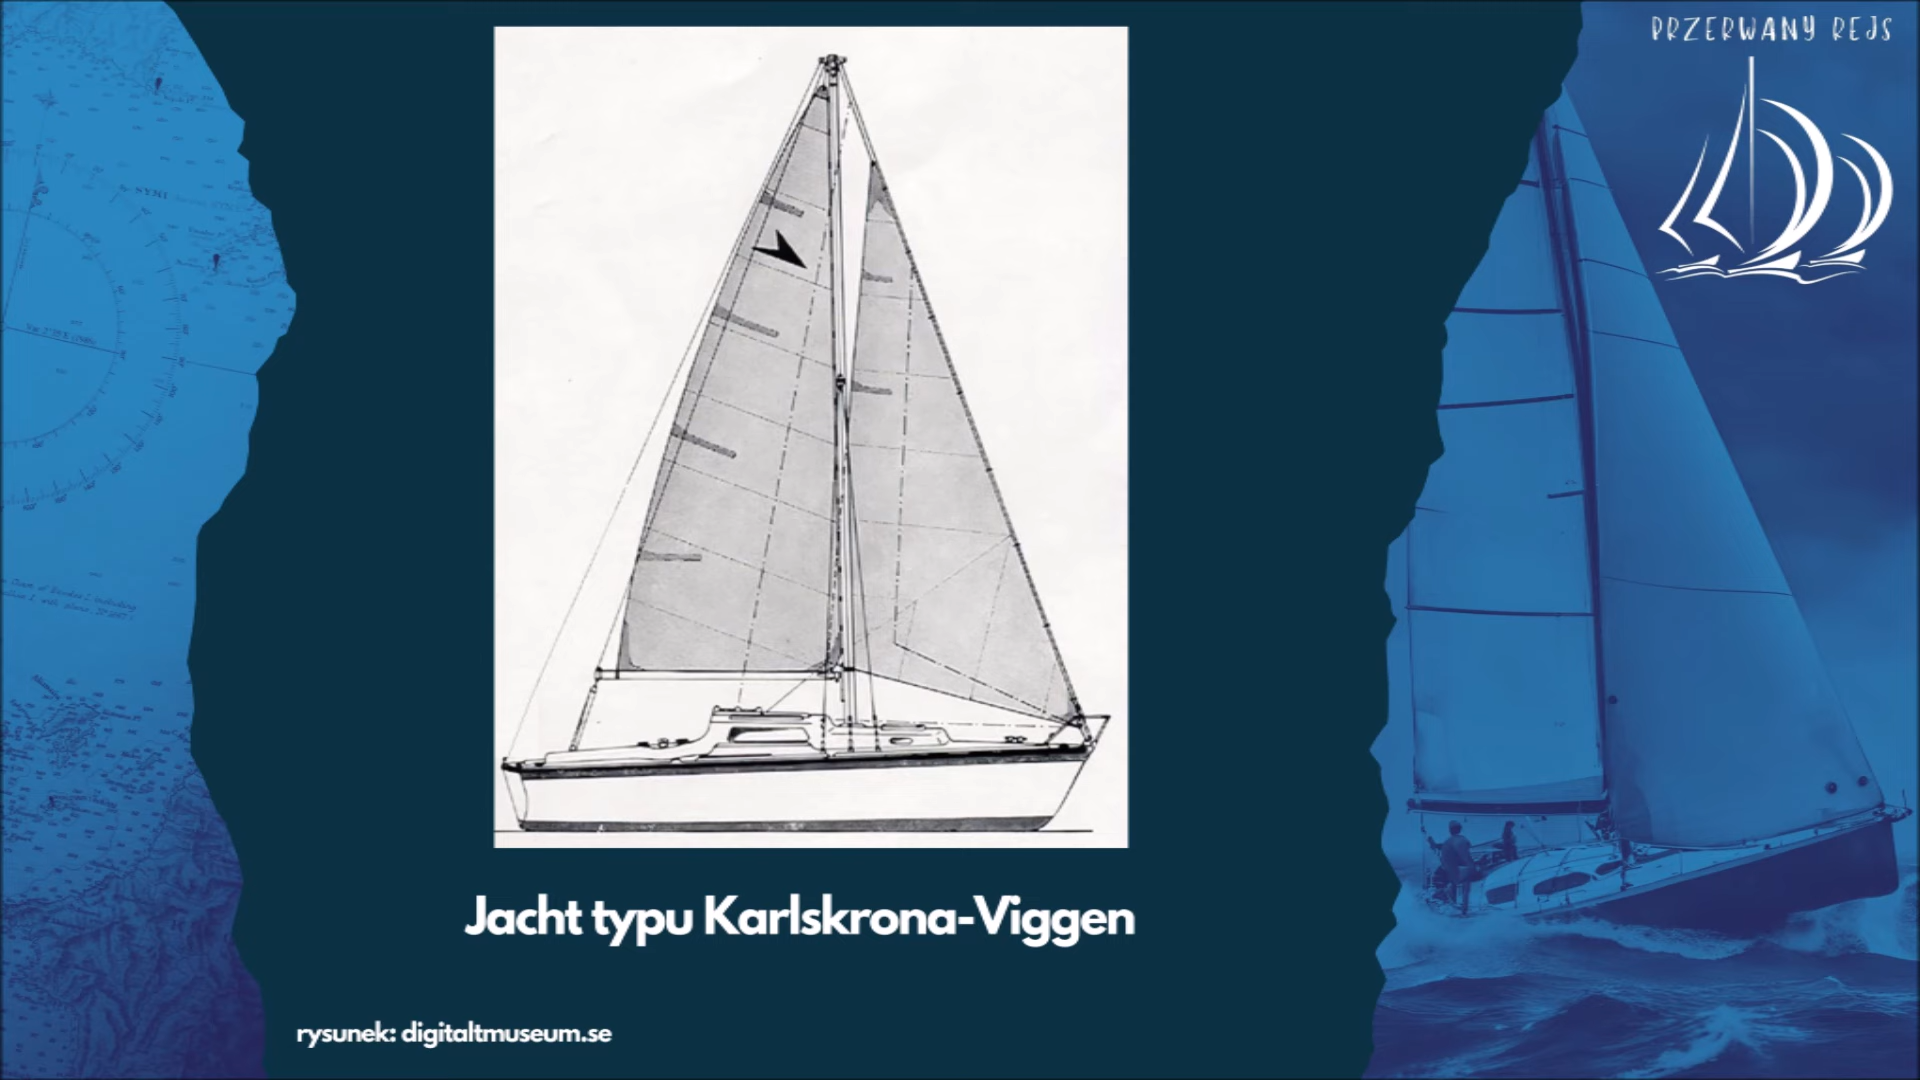 PRZERWANY REJS
Jacht typu Karlskrona-Viggen
rysunek: digitaltmuseum.se